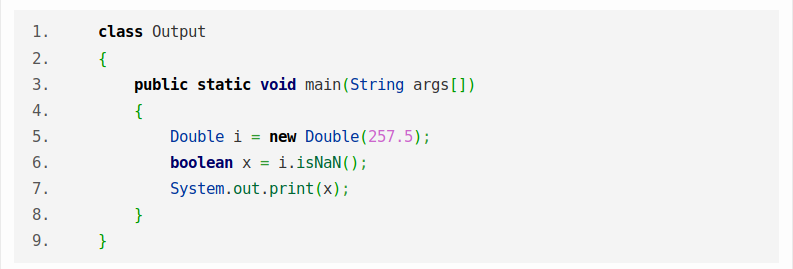 1. class Output
2. {
3. public static void main(String args[])
4. {
5. Double i = new Double(257.5);
6. boolean x = i.isNaN();
7. System.out.print(x);
8. }
9. }